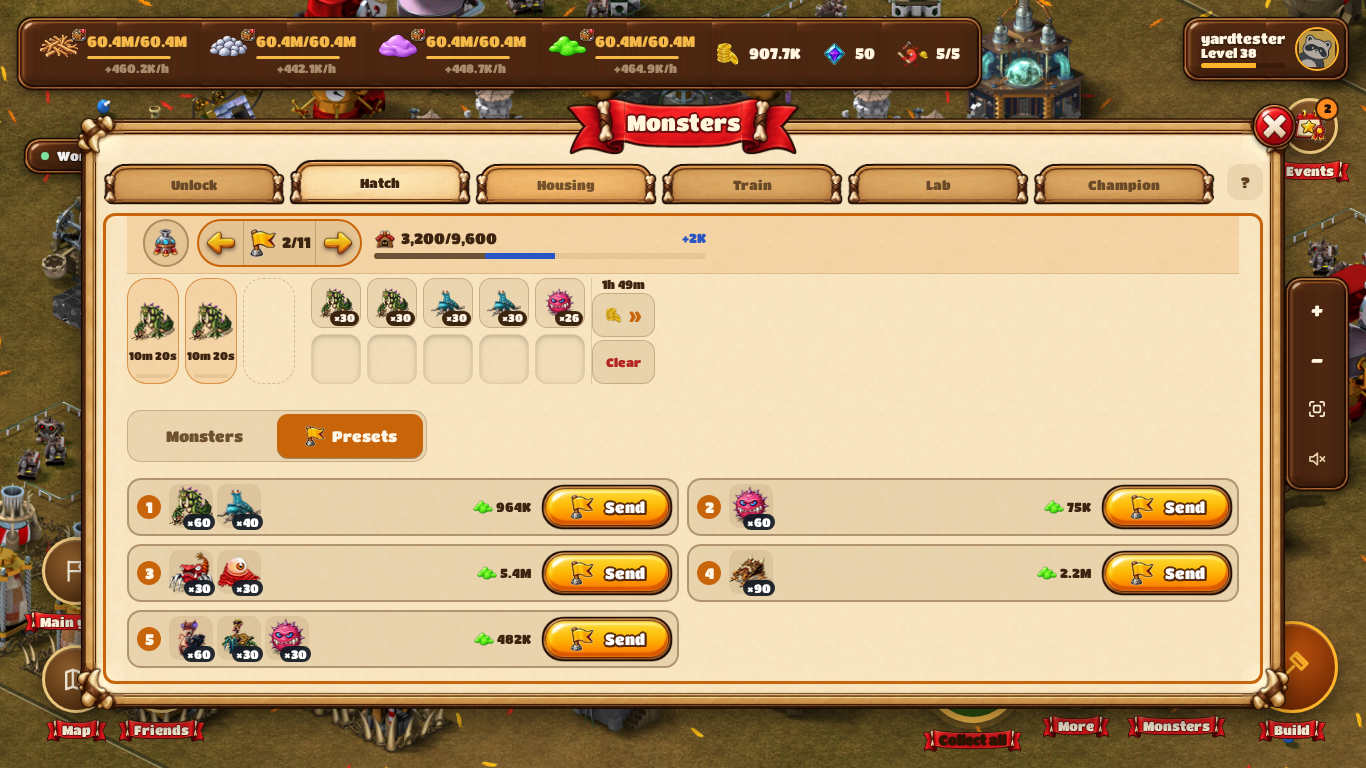 60.4M/60.4M 60.4M/60.4M 60.4M/60.4M 60.4M/60.4M 907.7K 50 5/5
+460.2K/h +442.1K/h +448.7K/h +464.9K/h
yardtester
Level 38
Monsters
2
Events
Unlock Hatch Housing Train Lab Champion ?
2/11 3,200/9,600 +2K
10m 20s 10m 20s
×30 ×30 ×30 ×30 ×26
1h 49m
Clear
Monsters Presets
1 ×60 ×40 964K Send
2 ×60 75K Send
3 ×30 ×30 5.4M Send
4 ×90 2.2M Send
5 ×60 ×30 ×30 482K Send
Main
Map Friends Collect all More Monsters Build